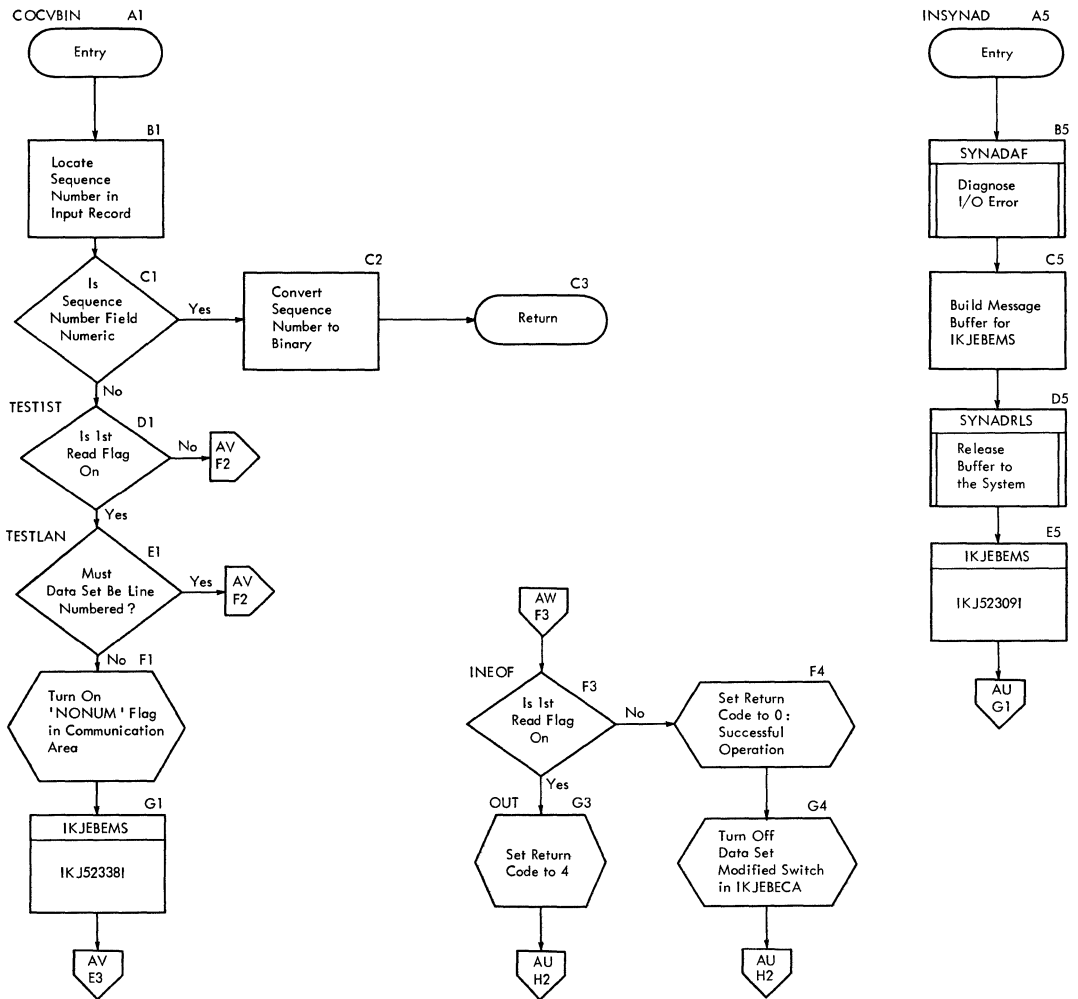 COCVBIN A1
Entry
B1
Locate
Sequence
Number in
Input Record
C1
Is
Sequence
Number Field
Numeric
Yes
No
C2
Convert
Sequence
Number to
Binary
C3
Return
TEST1ST
D1
Is 1st
Read Flag
On
No
AV
F2
Yes
TESTLAN
E1
Must
Data Set Be Line
Numbered ?
Yes
AV
F2
No
F1
Turn On
'NONUM' Flag
in Communication
Area
G1
IKJEBEMS
IKJ52338I
AV
E3
AW
F3
INEOF
F3
Is 1st
Read Flag
On
No
Yes
F4
Set Return
Code to 0 :
Successful
Operation
OUT G3
Set Return
Code to 4
AU
H2
G4
Turn Off
Data Set
Modified Switch
in IKJEBECA
AU
H2
INSYNAD A5
Entry
B5
SYNADAF
Diagnose
I/O Error
C5
Build Message
Buffer for
IKJEBEMS
D5
SYNADRLS
Release
Buffer to
the System
E5
IKJEBEMS
IKJ52309I
AU
G1